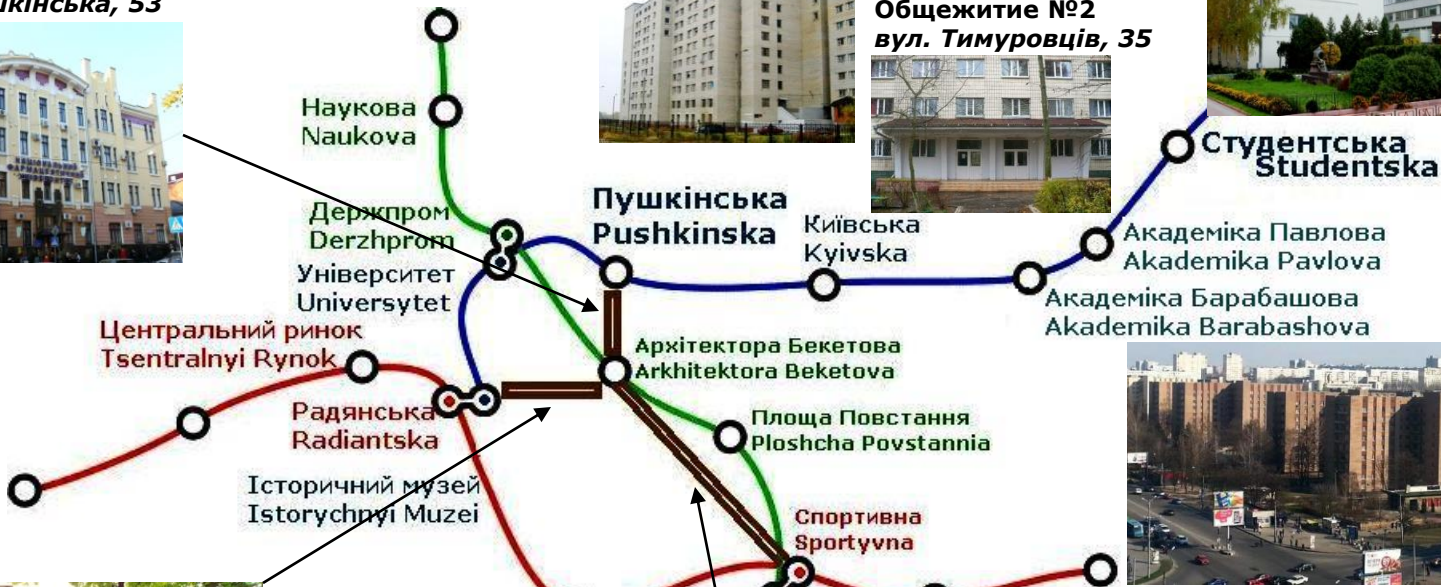 кінська, 53
Общежитие №2
вул. Тимуровців, 35
НАЦІОНАЛЬНИЙ
ФАРМАЦЕВТИЧНИЙ
Наукова
Naukova
Студентська
Studentska
Держпром
Derzhprom
Пушкінська
Pushkinska
Київська
Kyivska
Академіка Павлова
Akademika Pavlova
Університет
Universytet
Академіка Барабашова
Akademika Barabashova
Центральний ринок
Tsentralnyi Rynok
Архітектора Бекетова
Arkhitektora Beketova
Радянська
Radiantska
Площа Повстання
Ploshcha Povstannia
Історичний музей
Istorychnyi Muzei
Спортивна
Sportyvna